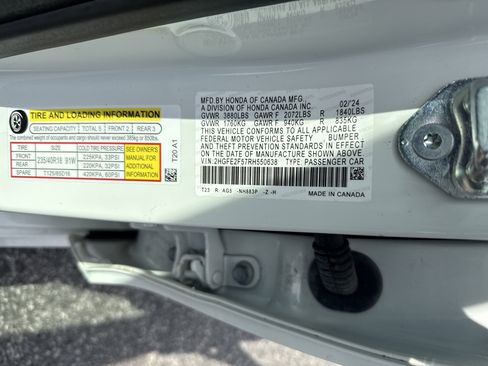 TIRE AND LOADING INFORMATION
SEATING CAPACITY TOTAL 5 FRONT 2 REAR 3
The combined weight of occupants and cargo should never exceed 385kg or 850lbs.
TIRE SIZE COLD TIRE PRESSURE SEE OWNER'S MANUAL FOR ADDITIONAL INFORMATION
FRONT 235/40R18 91W 225KPA, 33PSI
REAR 220KPA, 32PSI
SPARE T125/85D16 420KPA, 60PSI
T20 A1
MFD BY HONDA OF CANADA MFG., 02/24
A DIVISION OF HONDA CANADA INC.
GVWR 3880LBS GAWR F 2072LBS R 1840LBS
GVWR 1760KG GAWR F 940KG R 835KG
THIS VEHICLE CONFORMS TO ALL APPLICABLE
FEDERAL MOTOR VEHICLE SAFETY, BUMPER,
AND THEFT PREVENTION STANDARDS IN EFFECT
ON THE DATE OF MANUFACTURE SHOWN ABOVE.
VIN:2HGFE2F57RH550638 TYPE:PASSENGER CAR
T23 R AG5 -NH883P -Z -H
MADE IN CANADA